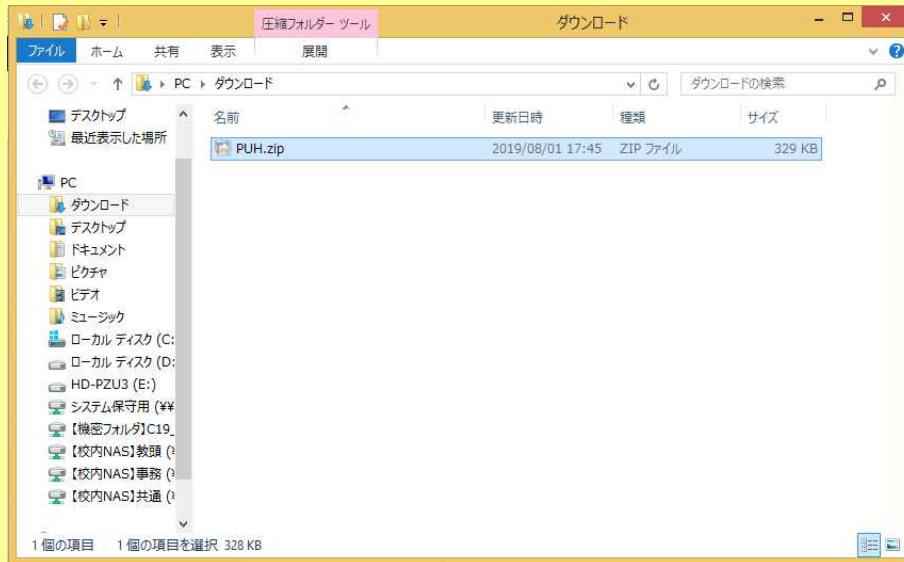 圧縮フォルダー ツール
ダウンロード
ファイル ホーム 共有 表示 展開
PC ダウンロード
ダウンロードの検索
デスクトップ
最近表示した場所
PC
ダウンロード
デスクトップ
ドキュメント
ピクチャ
ビデオ
ミュージック
ローカル ディスク (C:
ローカル ディスク (D:
HD-PZU3 (E:)
システム保守用 (¥¥
【機密フォルダ】C19_
【校内NAS】教頭 (
【校内NAS】事務 (
【校内NAS】共通 (
名前 更新日時 種類 サイズ
PUH.zip 2019/08/01 17:45 ZIP ファイル 329 KB
1 個の項目 1 個の項目を選択 328 KB